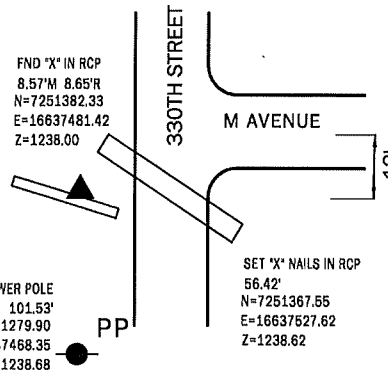 FND "X" IN RCP
8.57'M 8.65'R
N=7251382.33
E=16637481.42
Z=1238.00
330TH STREET
M AVENUE
SET "X" NAILS IN RCP
56.42'
N=7251367.55
E=16637527.62
Z=1238.62
WER POLE
101.53'
1279.90
7468.35
1238.68
PP